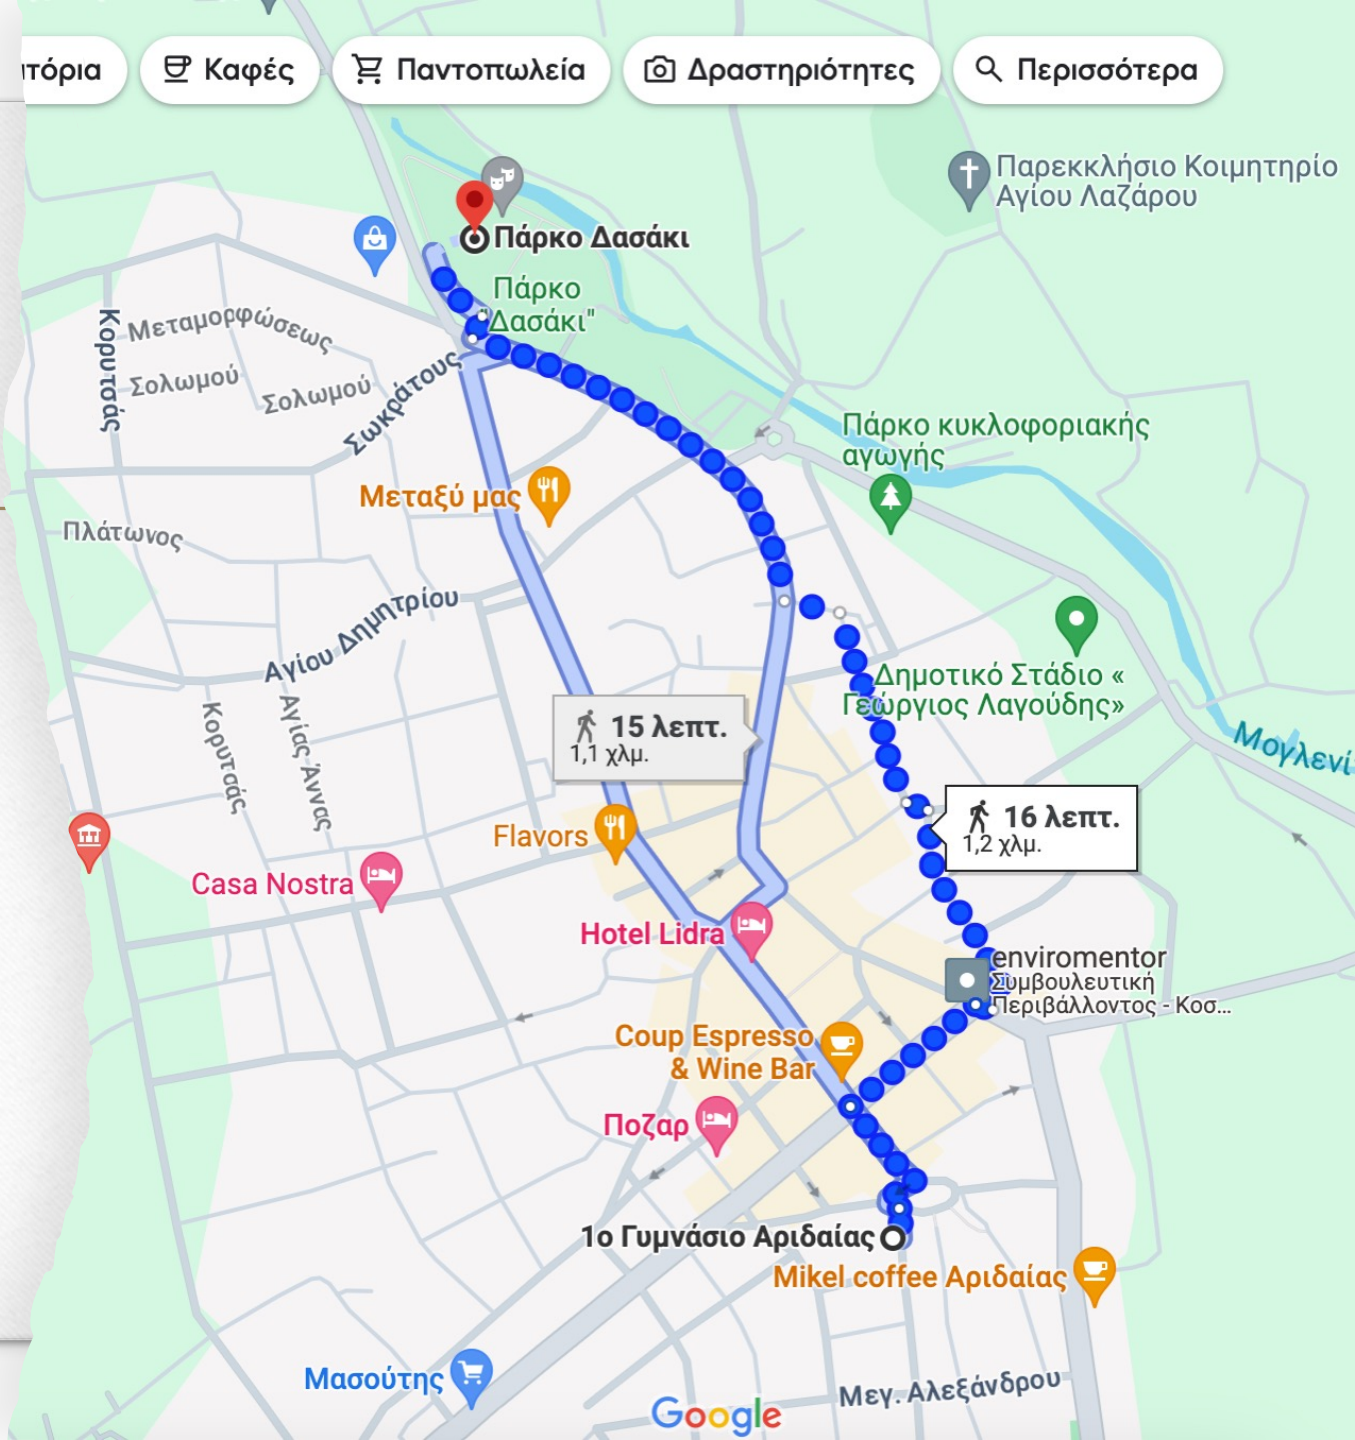 τόρια
Καφές
Παντοπωλεία
Δραστηριότητες
Περισσότερα
Παρεκκλήσιο Κοιμητηρίο
Αγίου Λαζάρου
Πάρκο Δασάκι
Πάρκο
"Δασάκι"
Μεταμορφώσεως
Κορυτσάς
Σολωμού
Σολωμού
Σωκράτους
Πάρκο κυκλοφοριακής
αγωγής
Μεταξύ μας
Πλάτωνος
Αγίου Δημητρίου
Δημοτικό Στάδιο «
Γεώργιος Λαγούδης»
Κορυτσάς
Αγίας Άννας
15 λεπτ.
1,1 χλμ.
Μογλενί
16 λεπτ.
1,2 χλμ.
Flavors
Casa Nostra
Hotel Lidra
enviromentor
Συμβουλευτική
Περιβάλλοντος - Κοσ...
Coup Espresso
& Wine Bar
Ποζαρ
1ο Γυμνάσιο Αριδαίας
Mikel coffee Αριδαίας
Μασούτης
Μεγ. Αλεξάνδρου
Google